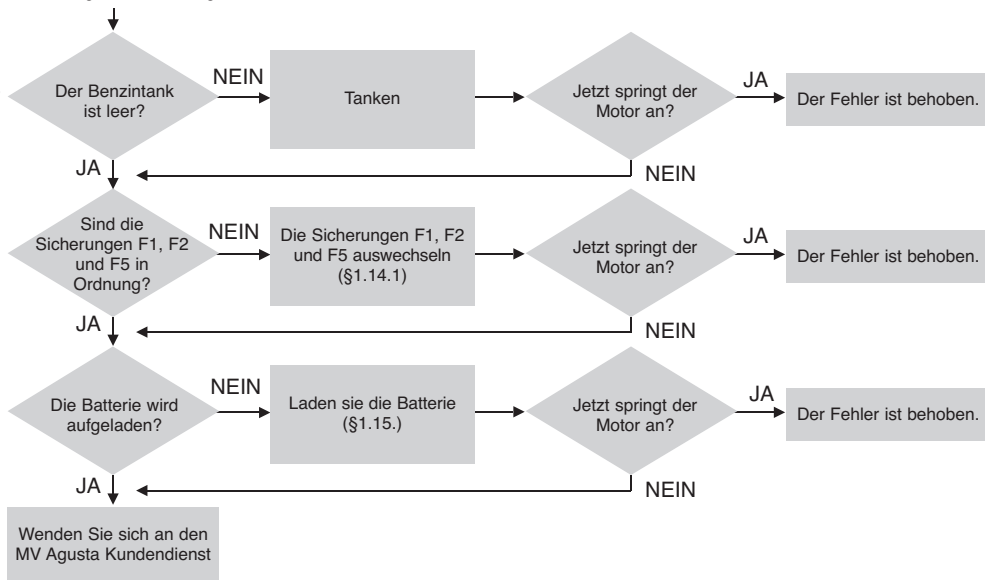 Der Benzintank
ist leer?
NEIN
Tanken
Jetzt springt der
Motor an?
JA
Der Fehler ist behoben.
JA
NEIN
Sind die
Sicherungen F1, F2
und F5 in
Ordnung?
NEIN
Die Sicherungen F1, F2
und F5 auswechseln
(§1.14.1)
Jetzt springt der
Motor an?
JA
Der Fehler ist behoben.
JA
NEIN
Die Batterie wird
aufgeladen?
NEIN
Laden sie die Batterie
(§1.15.)
Jetzt springt der
Motor an?
JA
Der Fehler ist behoben.
JA
NEIN
Wenden Sie sich an den
MV Agusta Kundendienst